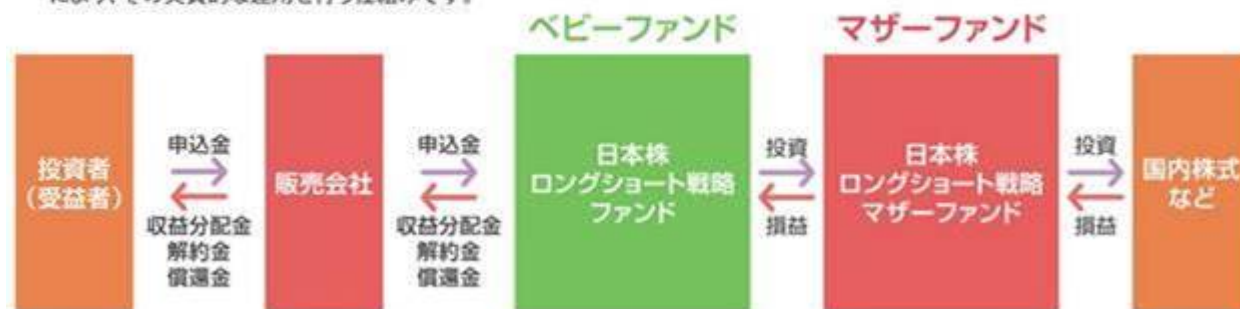 ベビーファンド
マザーファンド
投資者
(受益者)
申込金
収益分配金
解約金
償還金
販売会社
申込金
収益分配金
解約金
償還金
日本株
ロングショート戦略
ファンド
投資
損益
日本株
ロングショート戦略
マザーファンド
投資
損益
国内株式
など